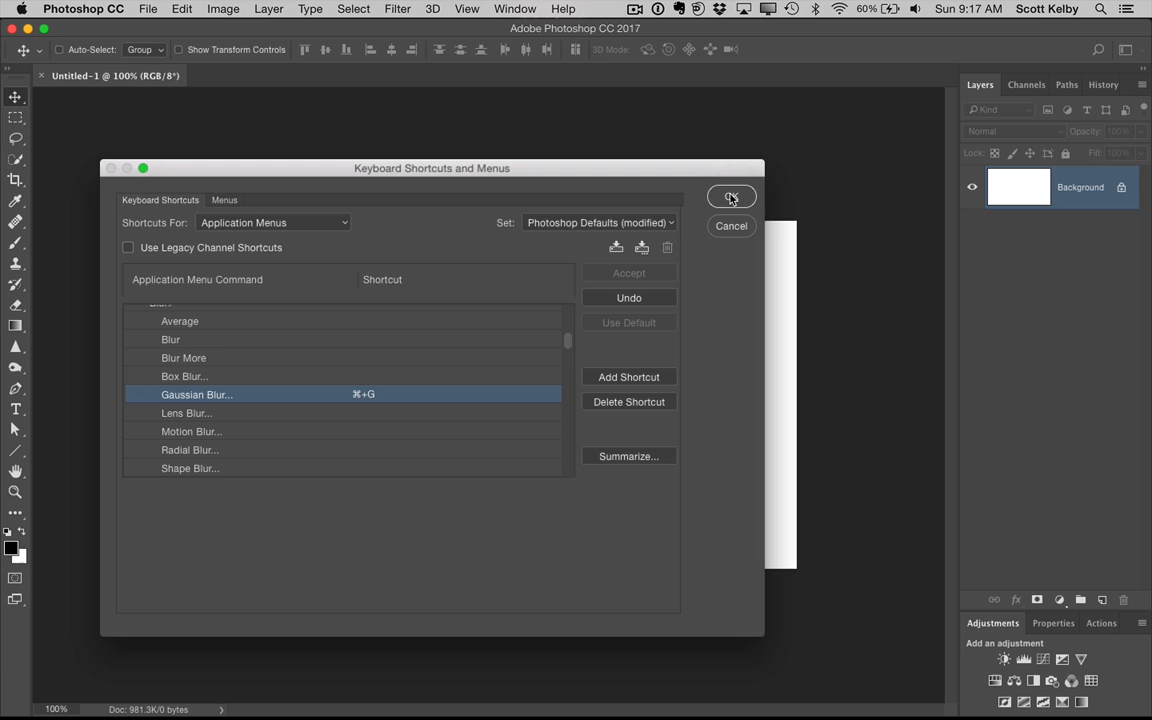 Photoshop CC File Edit Image Layer Type Select Filter 3D View Window Help 60% Sun 9:17 AM Scott Kelby
Adobe Photoshop CC 2017
Auto-Select: Group Show Transform Controls 3D Mode:
× Untitled-1 @ 100% (RGB/8*)
Layers Channels Paths History
Kind
Normal Opacity: 100%
Lock: Fill: 100%
Background
Keyboard Shortcuts and Menus
Keyboard Shortcuts Menus
OK
Shortcuts For: Application Menus Set: Photoshop Defaults (modified)
Cancel
Use Legacy Channel Shortcuts
Application Menu Command Shortcut
Accept
Undo
Use Default
Add Shortcut
Delete Shortcut
Summarize...
Blur>
Average
Blur
Blur More
Box Blur...
Gaussian Blur... ⌘+G
Lens Blur...
Motion Blur...
Radial Blur...
Shape Blur...
fx
Adjustments Properties Actions
Add an adjustment
100% Doc: 981.3K/0 bytes